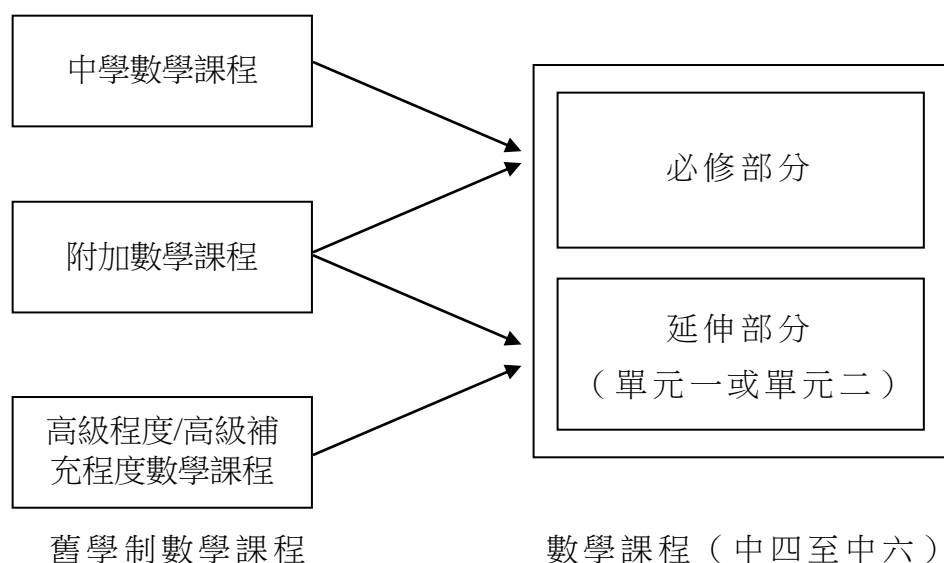 中學數學課程
附加數學課程
高級程度/高級補
充程度數學課程
舊學制數學課程
必修部分
延伸部分
（單元一或單元二）
數學課程（中四至中六）